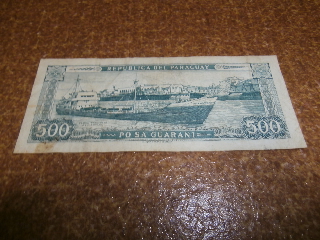 REPUBLICA DEL PARAGUAY
500
500
PO SA GUARANI